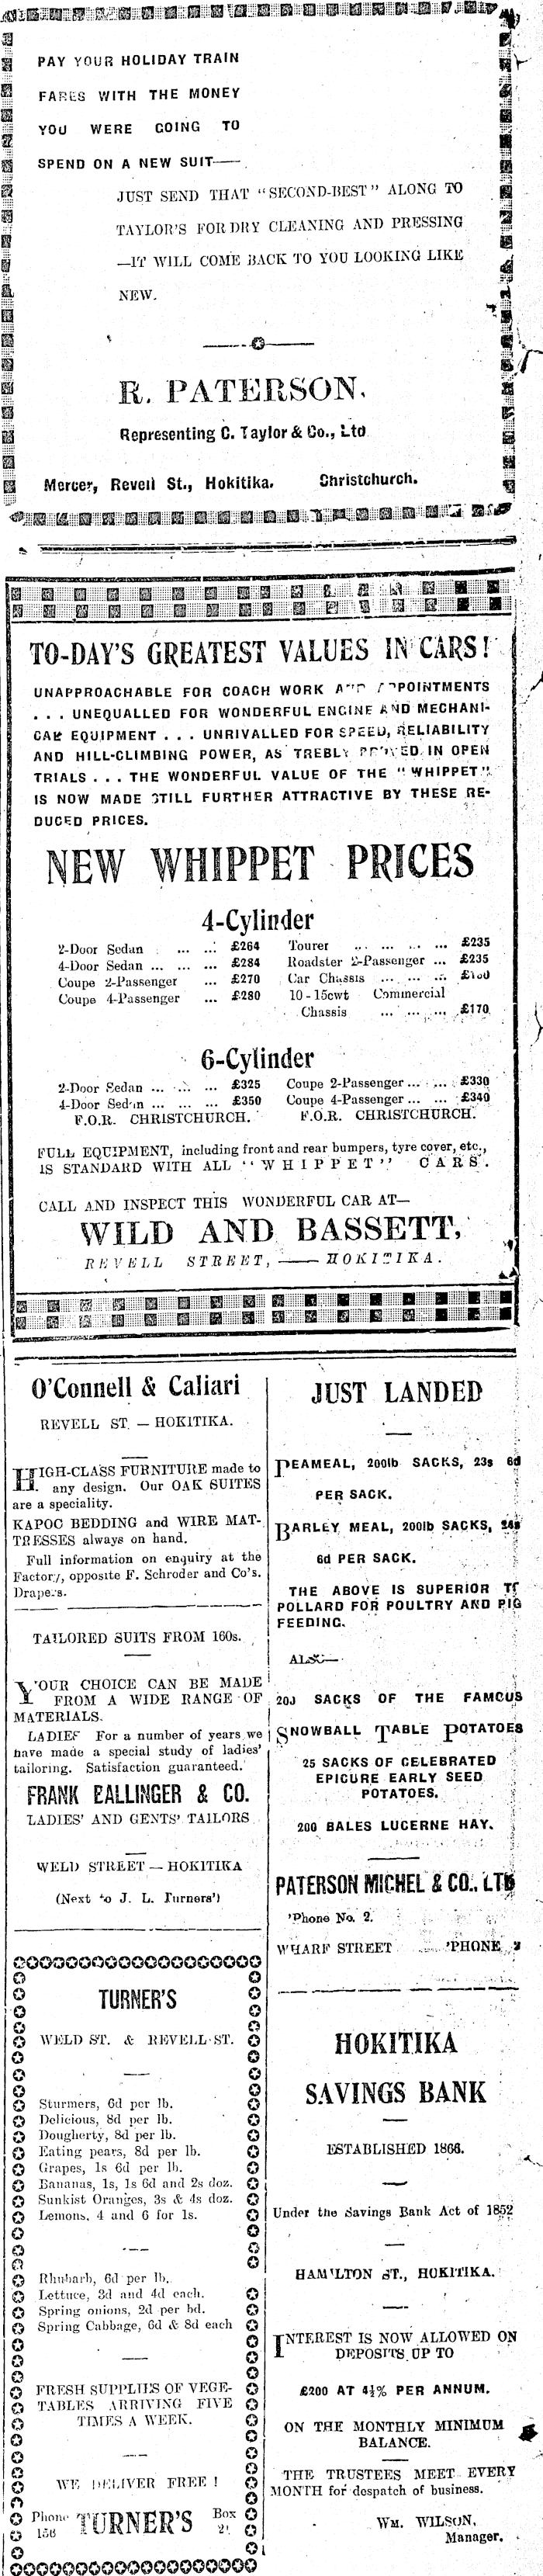 PAY YOUR HOLIDAY TRAIN
FARES WITH THE MONEY
YOU WERE GOING TO
SPEND ON A NEW SUIT—
JUST SEND THAT "SECOND-BEST" ALONG TO
TAYLOR'S FOR DRY CLEANING AND PRESSING
—IT WILL COME BACK TO YOU LOOKING LIKE
NEW.
R. PATERSON,
Representing C. Taylor & Co., Ltd
Mercer, Revell St., Hokitika. Christchurch.
TO-DAY'S GREATEST VALUES IN CARS!
UNAPPROACHABLE FOR COACH WORK AND APPOINTMENTS
. . . UNEQUALLED FOR WONDERFUL ENGINE AND MECHANI-
CAL EQUIPMENT . . . UNRIVALLED FOR SPEED, RELIABILITY
AND HILL-CLIMBING POWER, AS TREBLY PROVED IN OPEN
TRIALS . . . THE WONDERFUL VALUE OF THE "WHIPPET"
IS NOW MADE STILL FURTHER ATTRACTIVE BY THESE RE-
DUCED PRICES.
NEW WHIPPET PRICES
4-Cylinder
2-Door Sedan ... ... £264
4-Door Sedan ... ... ... £284
Coupe 2-Passenger ... £270
Coupe 4-Passenger ... £280
Tourer ... ... ... ... £235
Roadster 2-Passenger ... £235
Car Chassis ... ... ...
10-15cwt Commercial
Chassis ... ... ... £170
6-Cylinder
2-Door Sedan ... ... ... £325
4-Door Sedan ... ... ... £350
F.O.R. CHRISTCHURCH.
Coupe 2-Passenger ... ... £330
Coupe 4-Passenger ... ... £340
F.O.R. CHRISTCHURCH.
FULL EQUIPMENT, including front and rear bumpers, tyre cover, etc.,
IS STANDARD WITH ALL "WHIPPET" CARS.
CALL AND INSPECT THIS WONDERFUL CAR AT—
WILD AND BASSETT,
REVELL STREET, — HOKITIKA.
O'Connell & Caliari
REVELL ST. — HOKITIKA.
HIGH-CLASS FURNITURE made to
any design. Our OAK SUITES
are a speciality.
KAPOC BEDDING and WIRE MAT-
TRESSES always on hand.
Full information on enquiry at the
Factory, opposite F. Schroder and Co's.
Drapers.
TAILORED SUITS FROM 160s.
YOUR CHOICE CAN BE MADE
FROM A WIDE RANGE OF
MATERIALS.
LADIES For a number of years we
have made a special study of ladies'
tailoring. Satisfaction guaranteed.
FRANK EALLINGER & CO.
LADIES' AND GENTS' TAILORS
WELD STREET — HOKITIKA
(Next to J. L. Turners')
TURNER'S
WELD ST. & REVELL ST.
Sturmers, 6d per lb.
Delicious, 8d per lb.
Dougherty, 8d per lb.
Eating pears, 8d per lb.
Grapes, 1s 6d per lb.
Bananas, 1s, 1s 6d and 2s doz.
Sunkist Oranges, 3s & 4s doz.
Lemons, 4 and 6 for 1s.
Rhubarb, 6d per lb.
Lettuce, 3d and 4d each.
Spring onions, 2d per bd.
Spring Cabbage, 6d & 8d each
FRESH SUPPLIES OF VEGE-
TABLES ARRIVING FIVE
TIMES A WEEK.
WE DELIVER FREE !
Phone 156 TURNER'S Box
JUST LANDED
PEAMEAL, 200lb SACKS, 23s 6d
PER SACK.
BARLEY MEAL, 200lb SACKS, 24s
6d PER SACK.
THE ABOVE IS SUPERIOR TO
POLLARD FOR POULTRY AND PIG
FEEDING.
ALSO—
200 SACKS OF THE FAMOUS
SNOWBALL TABLE POTATOES
25 SACKS OF CELEBRATED
EPICURE EARLY SEED
POTATOES.
200 BALES LUCERNE HAY.
PATERSON MICHEL & CO., LTD
'Phone No. 2.
WHARF STREET 'PHONE 2
HOKITIKA
SAVINGS BANK
ESTABLISHED 1866.
Under the Savings Bank Act of 1852
HAMILTON ST., HOKITIKA.
INTEREST IS NOW ALLOWED ON
DEPOSITS UP TO
£200 AT 4½% PER ANNUM.
ON THE MONTHLY MINIMUM
BALANCE.
THE TRUSTEES MEET EVERY
MONTH for despatch of business.
WM. WILSON,
Manager.